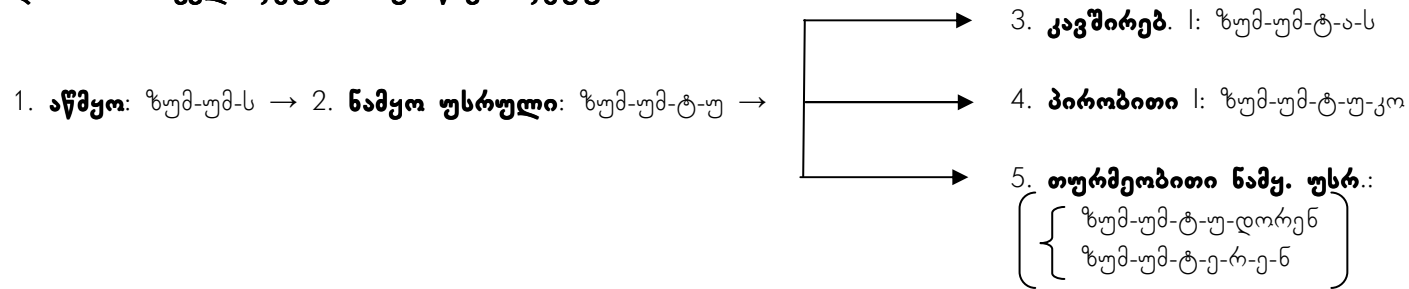 3. კავშირებ. I: ზუმ-უმ-ტ-ა-ს
1. აწმყო: ზუმ-უმ-ს → 2. ნამყო უსრული: ზუმ-უმ-ტ-უ →
4. პირობითი I: ზუმ-უმ-ტ-უ-კო
5. თურმეობითი ნამყ. უსრ.:
ზუმ-უმ-ტ-უ-დორენ
ზუმ-უმ-ტ-ე-რ-ე-ნ